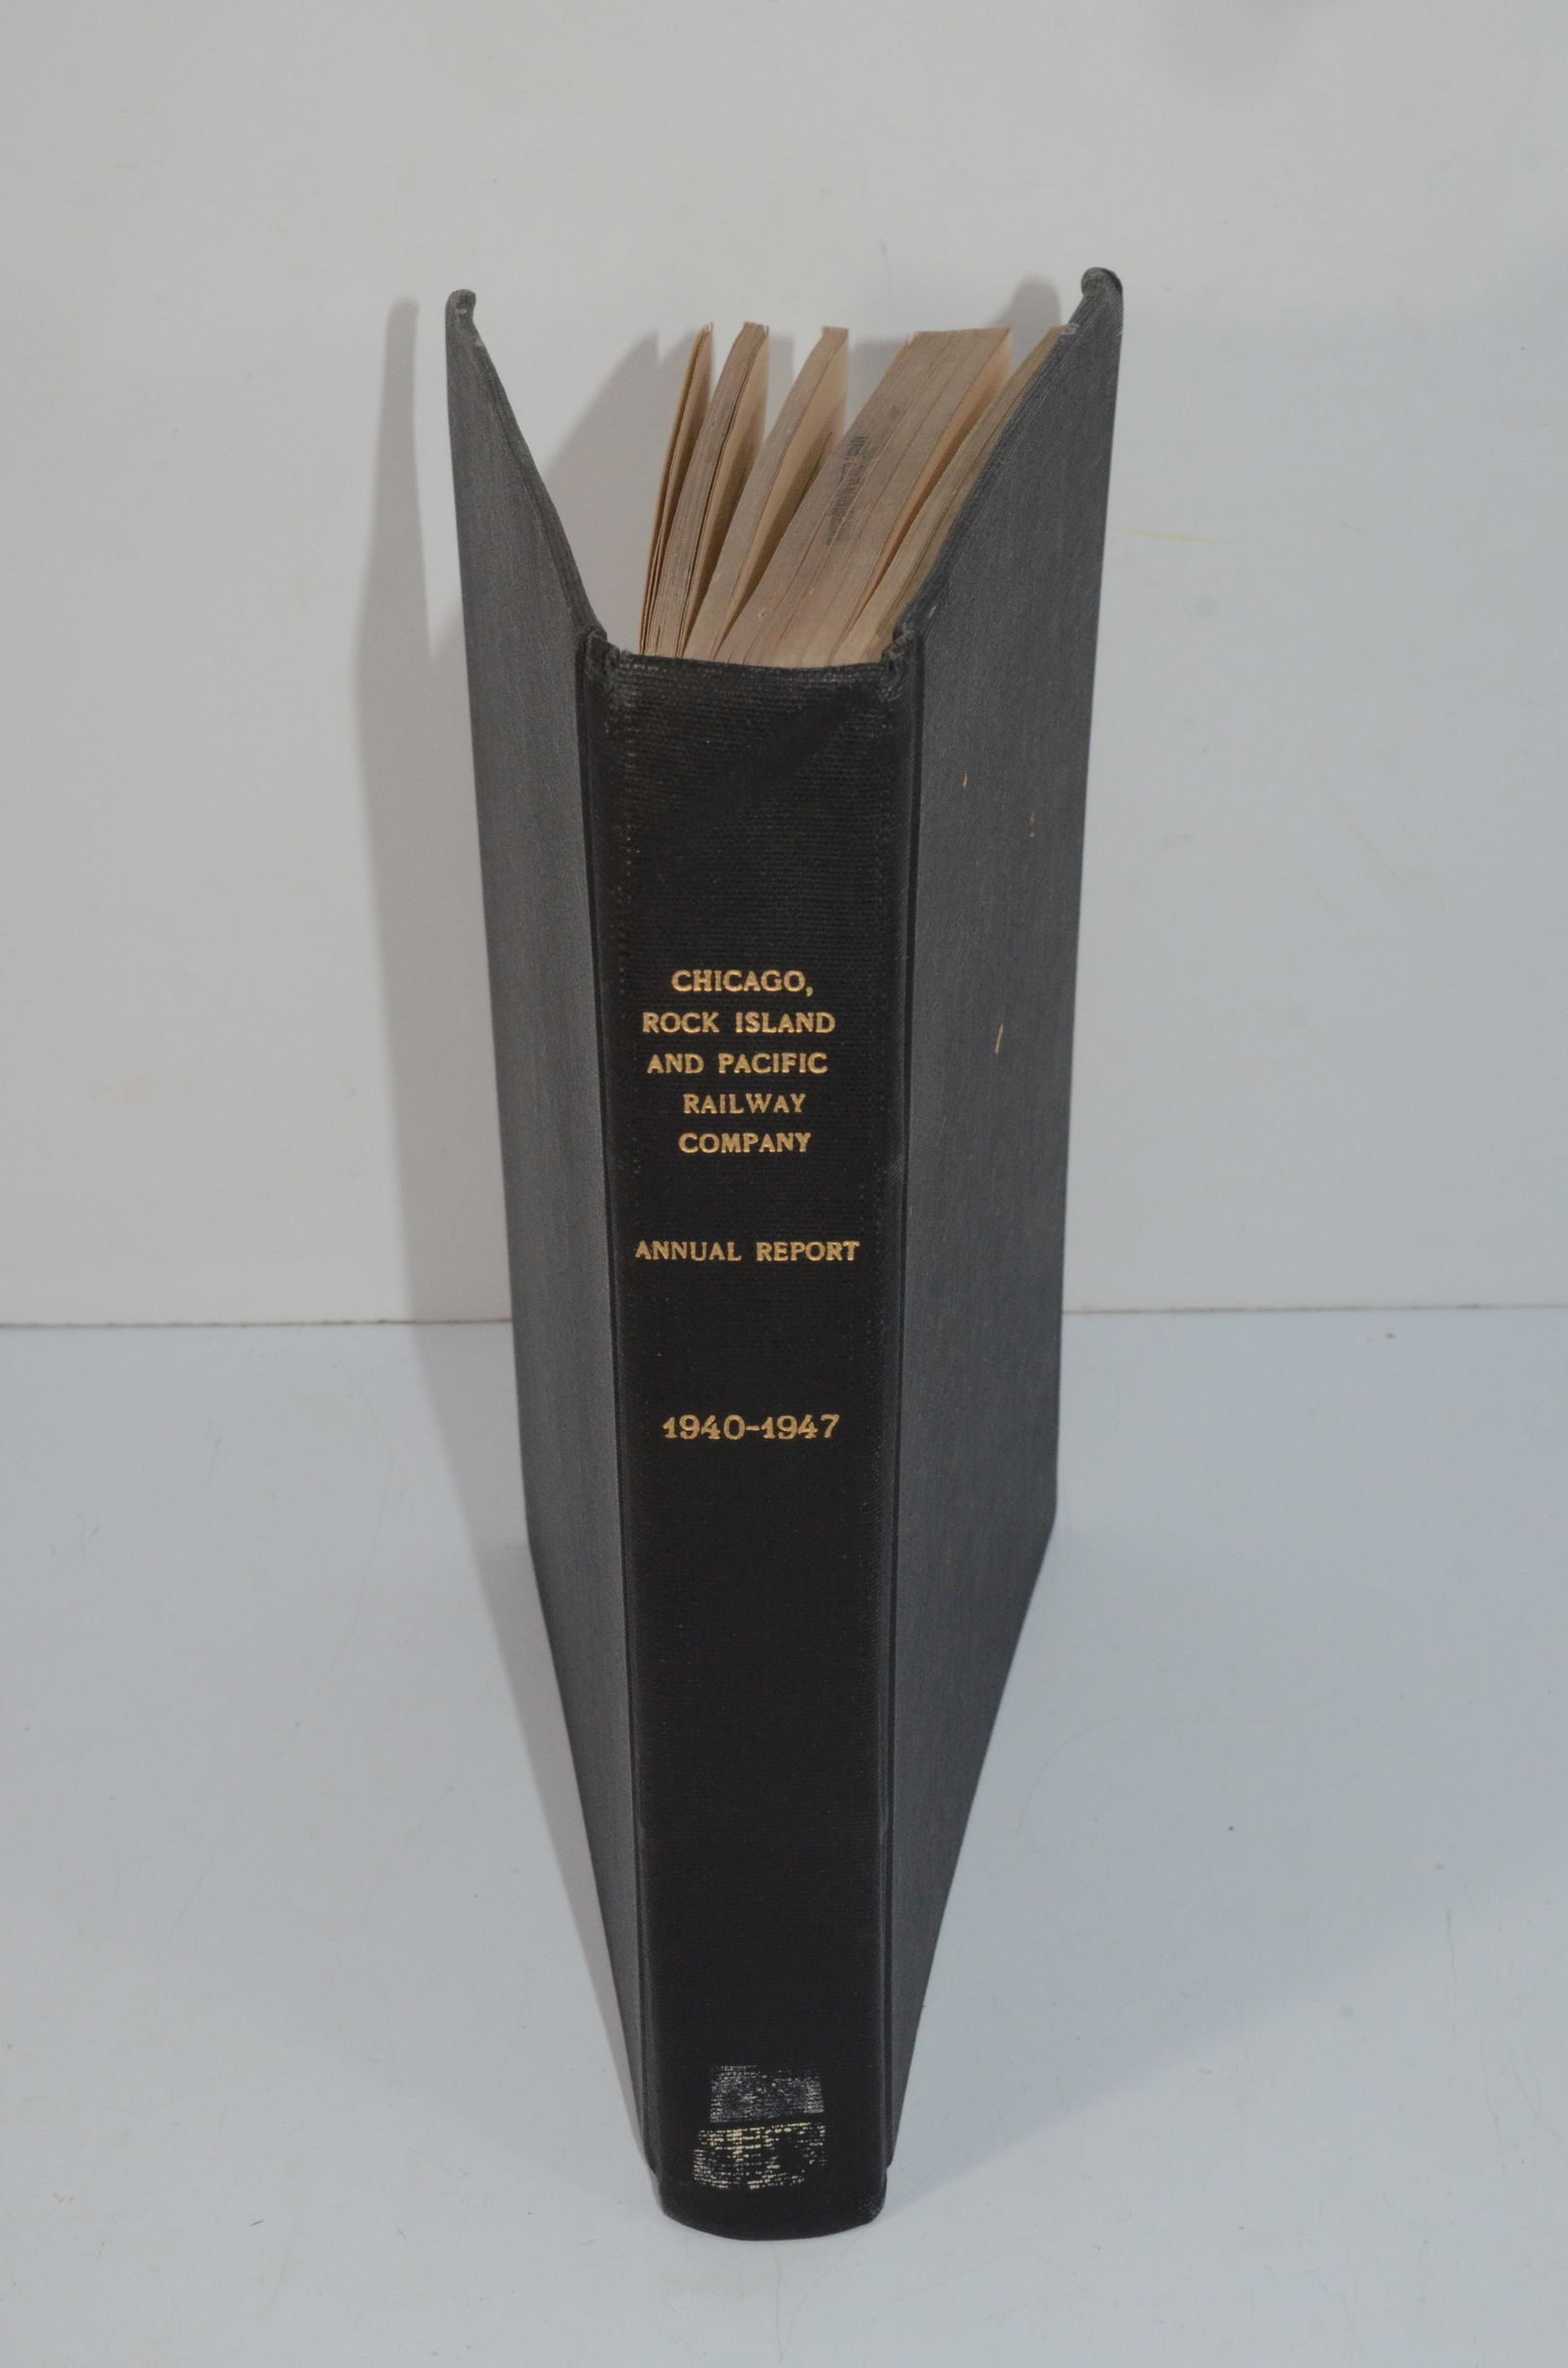 CHICAGO,
ROCK ISLAND
AND PACIFIC
RAILWAY
COMPANY
ANNUAL REPORT
1940-1947